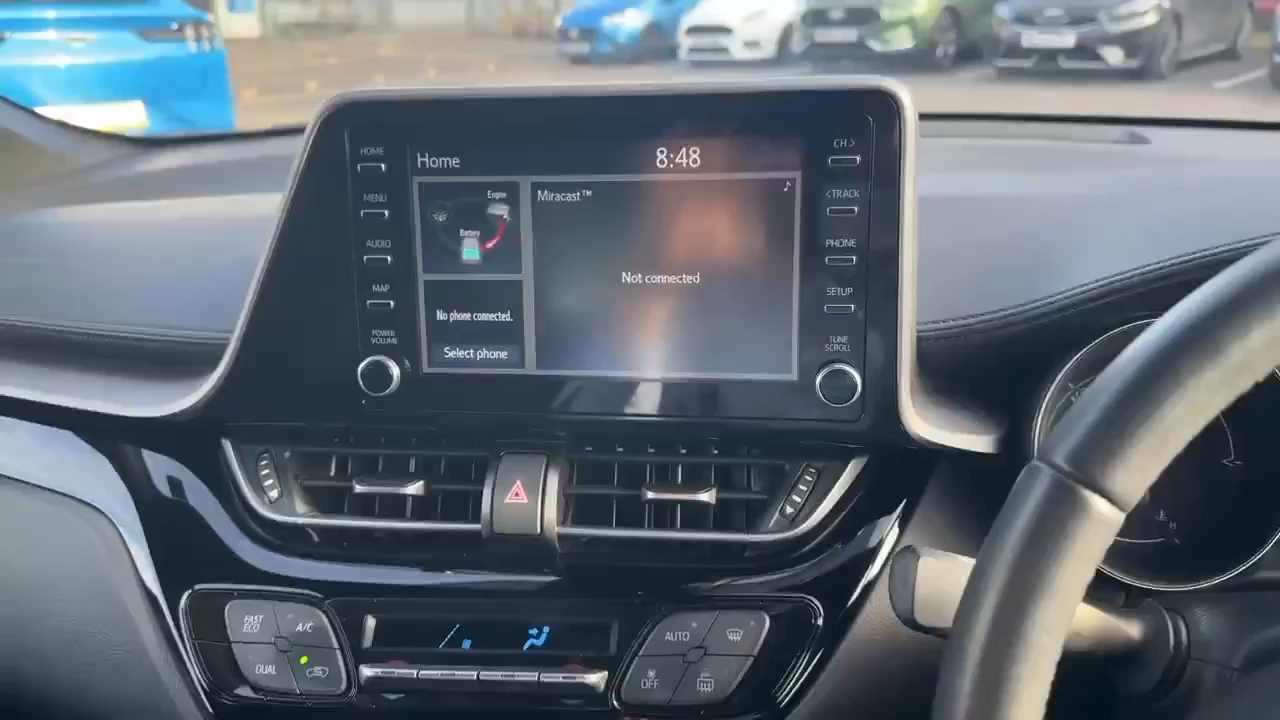 HOME
MENU
AUDIO
MAP
POWER
VOLUME
Home
8:48
Engine
Battery
Miracast™
Not connected
No phone connected.
Select phone
CH >
< TRACK
PHONE
SETUP
TUNE
SCROLL
H
FAST
ECO
A/C
DUAL
AUTO
OFF